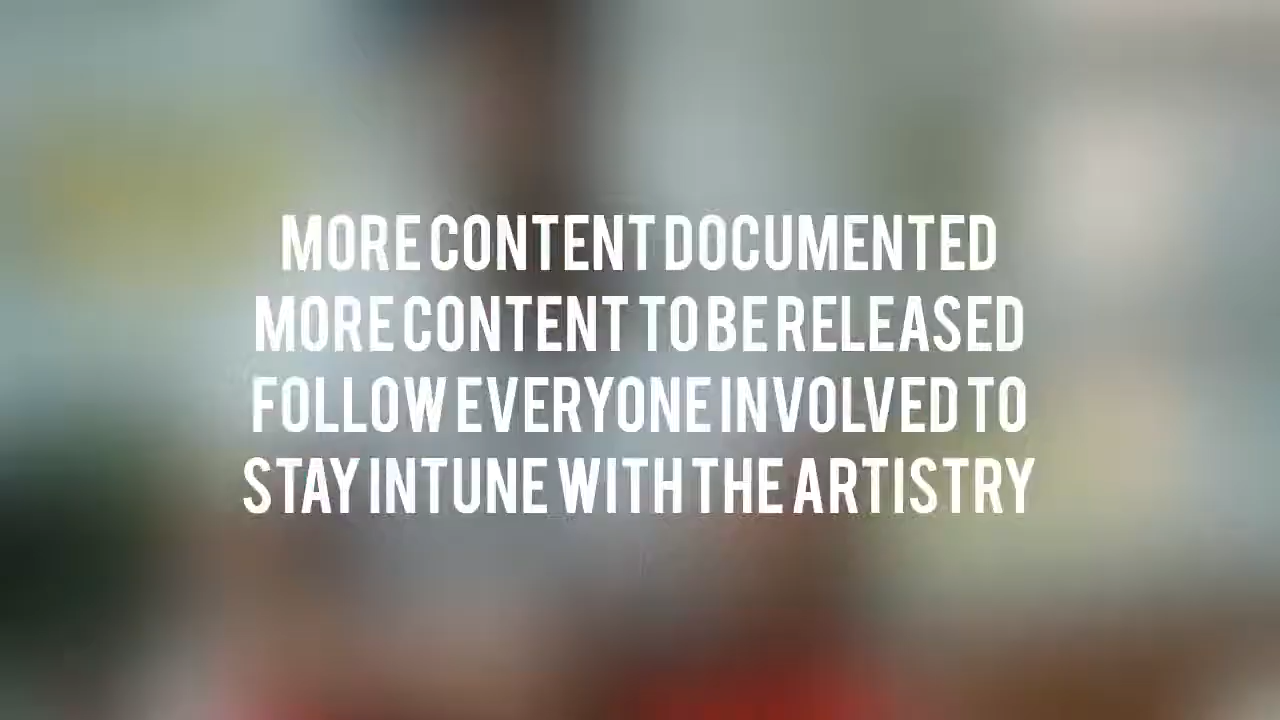 MORE CONTENT DOCUMENTED
MORE CONTENT TO BE RELEASED
FOLLOW EVERYONE INVOLVED TO
STAY INTUNE WITH THE ARTISTRY